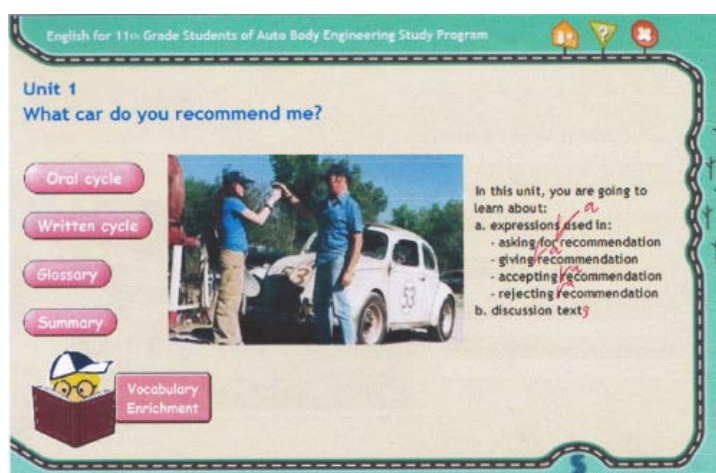 English for 11th Grade Students of Auto Body Engineering Study Program
Unit 1
What car do you recommend me?
Oral cycle
Written cycle
Glossary
Summary
Vocabulary
Enrichment
53
53
In this unit, you are going to
learn about: a
a. expressions used in:
- asking for recommendation
- giving a recommendation
- accepting a recommendation
- rejecting a recommendation
b. discussion texts